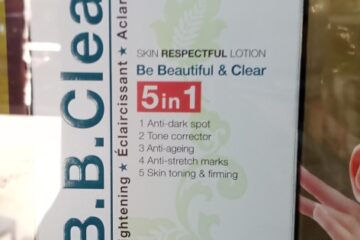 B.B.Clea
ghtening ★ Éclaircissant ★ Aclar
SKIN RESPECTFUL LOTION
Be Beautiful & Clear
5in1
1 Anti-dark spot
2 Tone corrector
3 Anti-ageing
4 Anti-stretch marks
5 Skin toning & firming